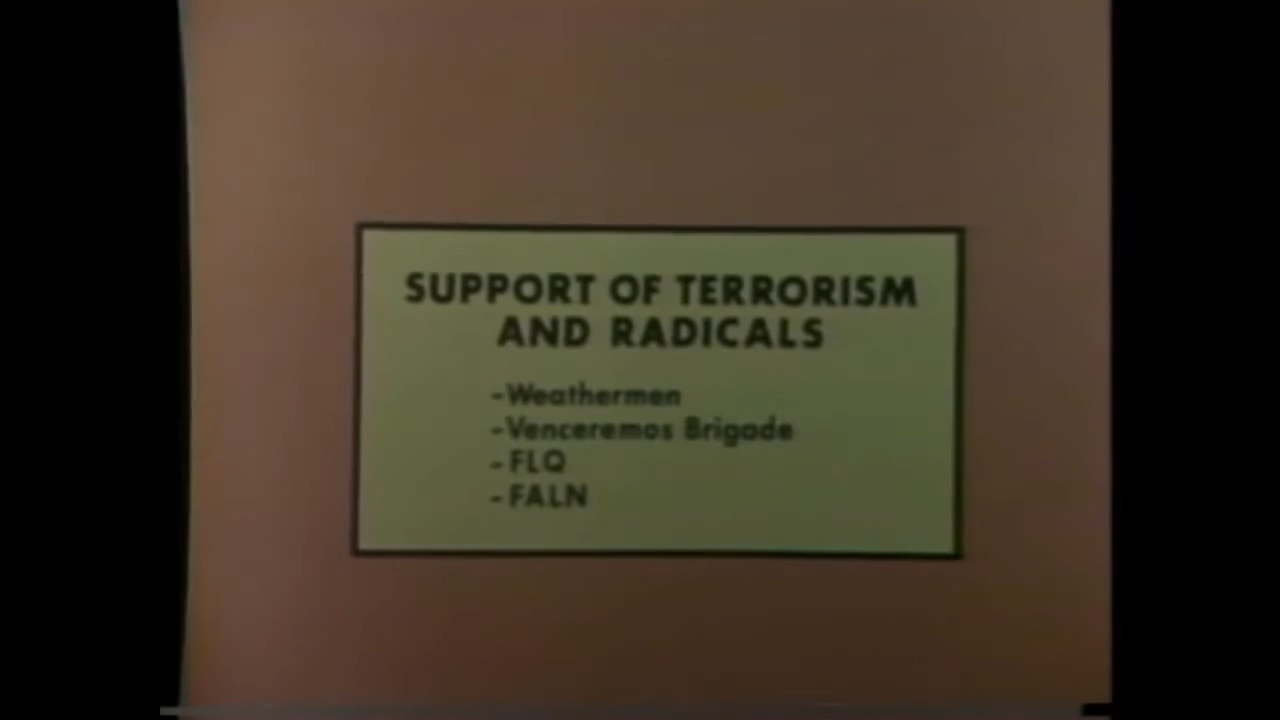 SUPPORT OF TERRORISM
AND RADICALS
-Weathermen
-Venceremos Brigade
-FLQ
-FALN